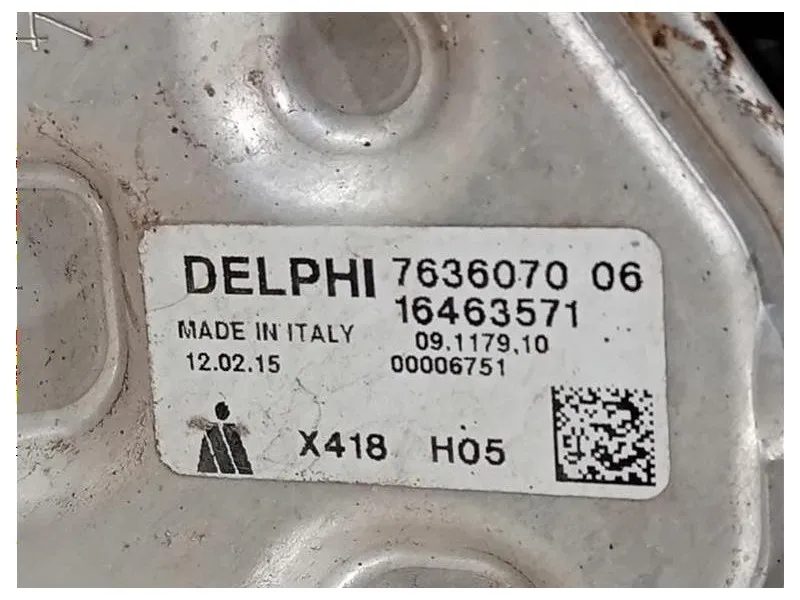 DELPHI 7636070 06
16463571
MADE IN ITALY 09.1179,10
12.02.15 00006751
X418 H05